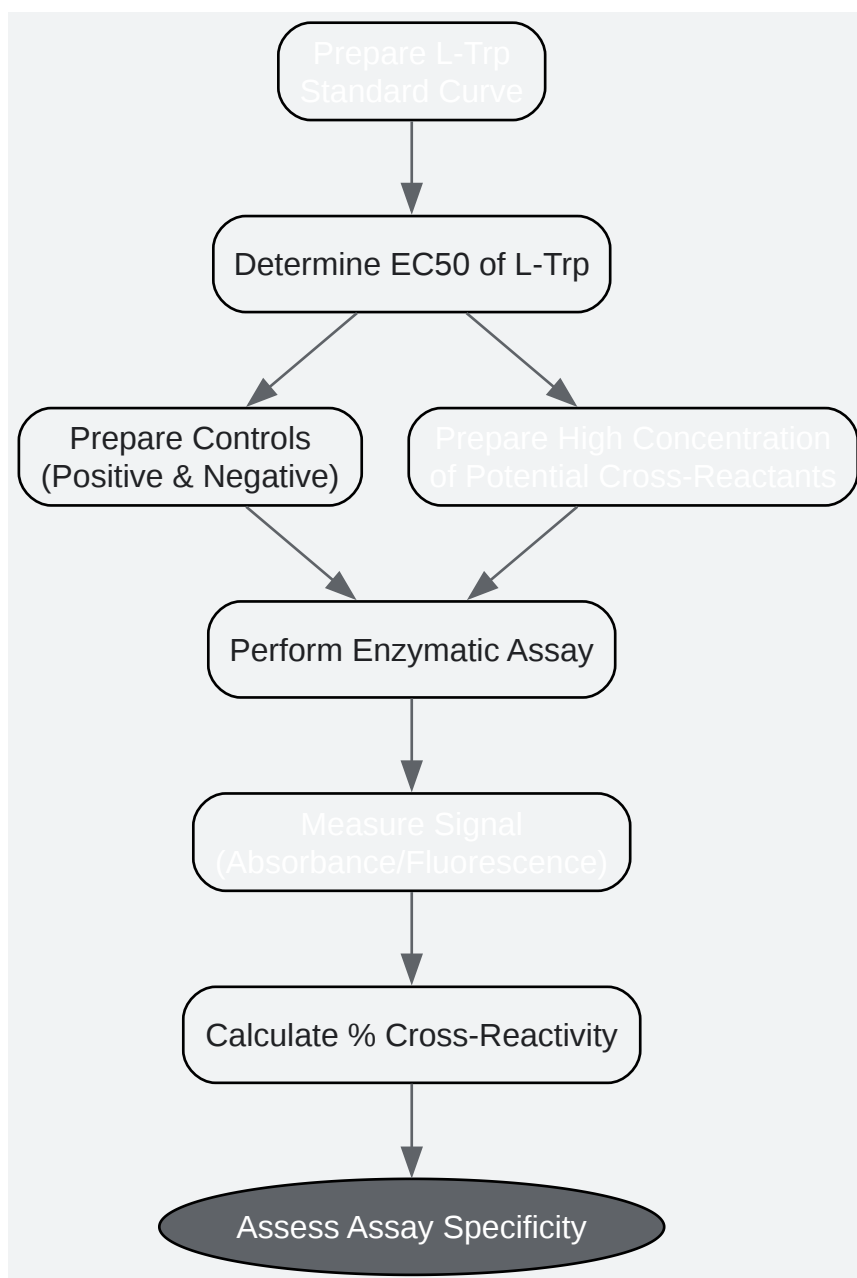 Prepare L-Trp
Standard Curve
Determine EC50 of L-Trp
Prepare Controls
(Positive & Negative)
Prepare High Concentration
of Potential Cross-Reactants
Perform Enzymatic Assay
Measure Signal
(Absorbance/Fluorescence)
Calculate % Cross-Reactivity
Assess Assay Specificity